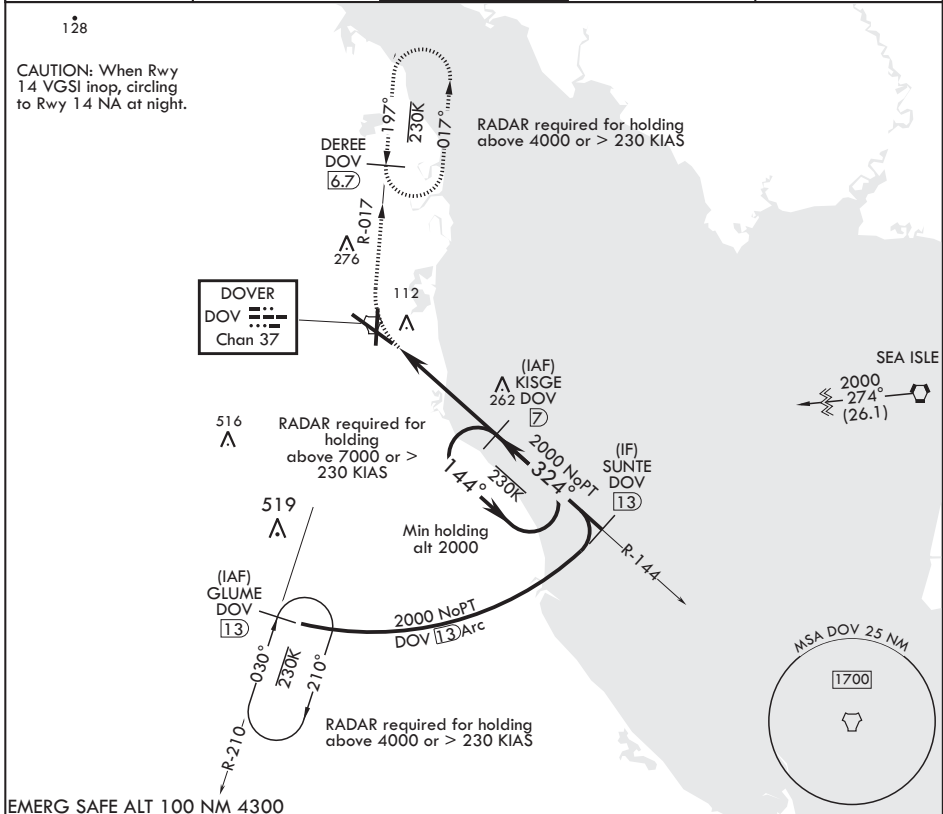 128
CAUTION: When Rwy
14 VGSI inop, circling
to Rwy 14 NA at night.
197°
230K
017°
RADAR required for holding
above 4000 or > 230 KIAS
DEREE
DOV
6.7
R-017
276
DOVER
DOV
Chan 37
112
SEA ISLE
2000
274°
(26.1)
(IAF)
KISGE
DOV
7
262
516
RADAR required for
holding
above 7000 or >
230 KIAS
2000 NoPT
324°
(IF)
SUNTE
DOV
13
144°
230K
Min holding
alt 2000
R-144
519
(IAF)
GLUME
DOV
13
2000 NoPT
DOV 13 Arc
030°
230K
210°
R-210
RADAR required for holding
above 4000 or > 230 KIAS
MSA DOV 25 NM
1700
EMERG SAFE ALT 100 NM 4300